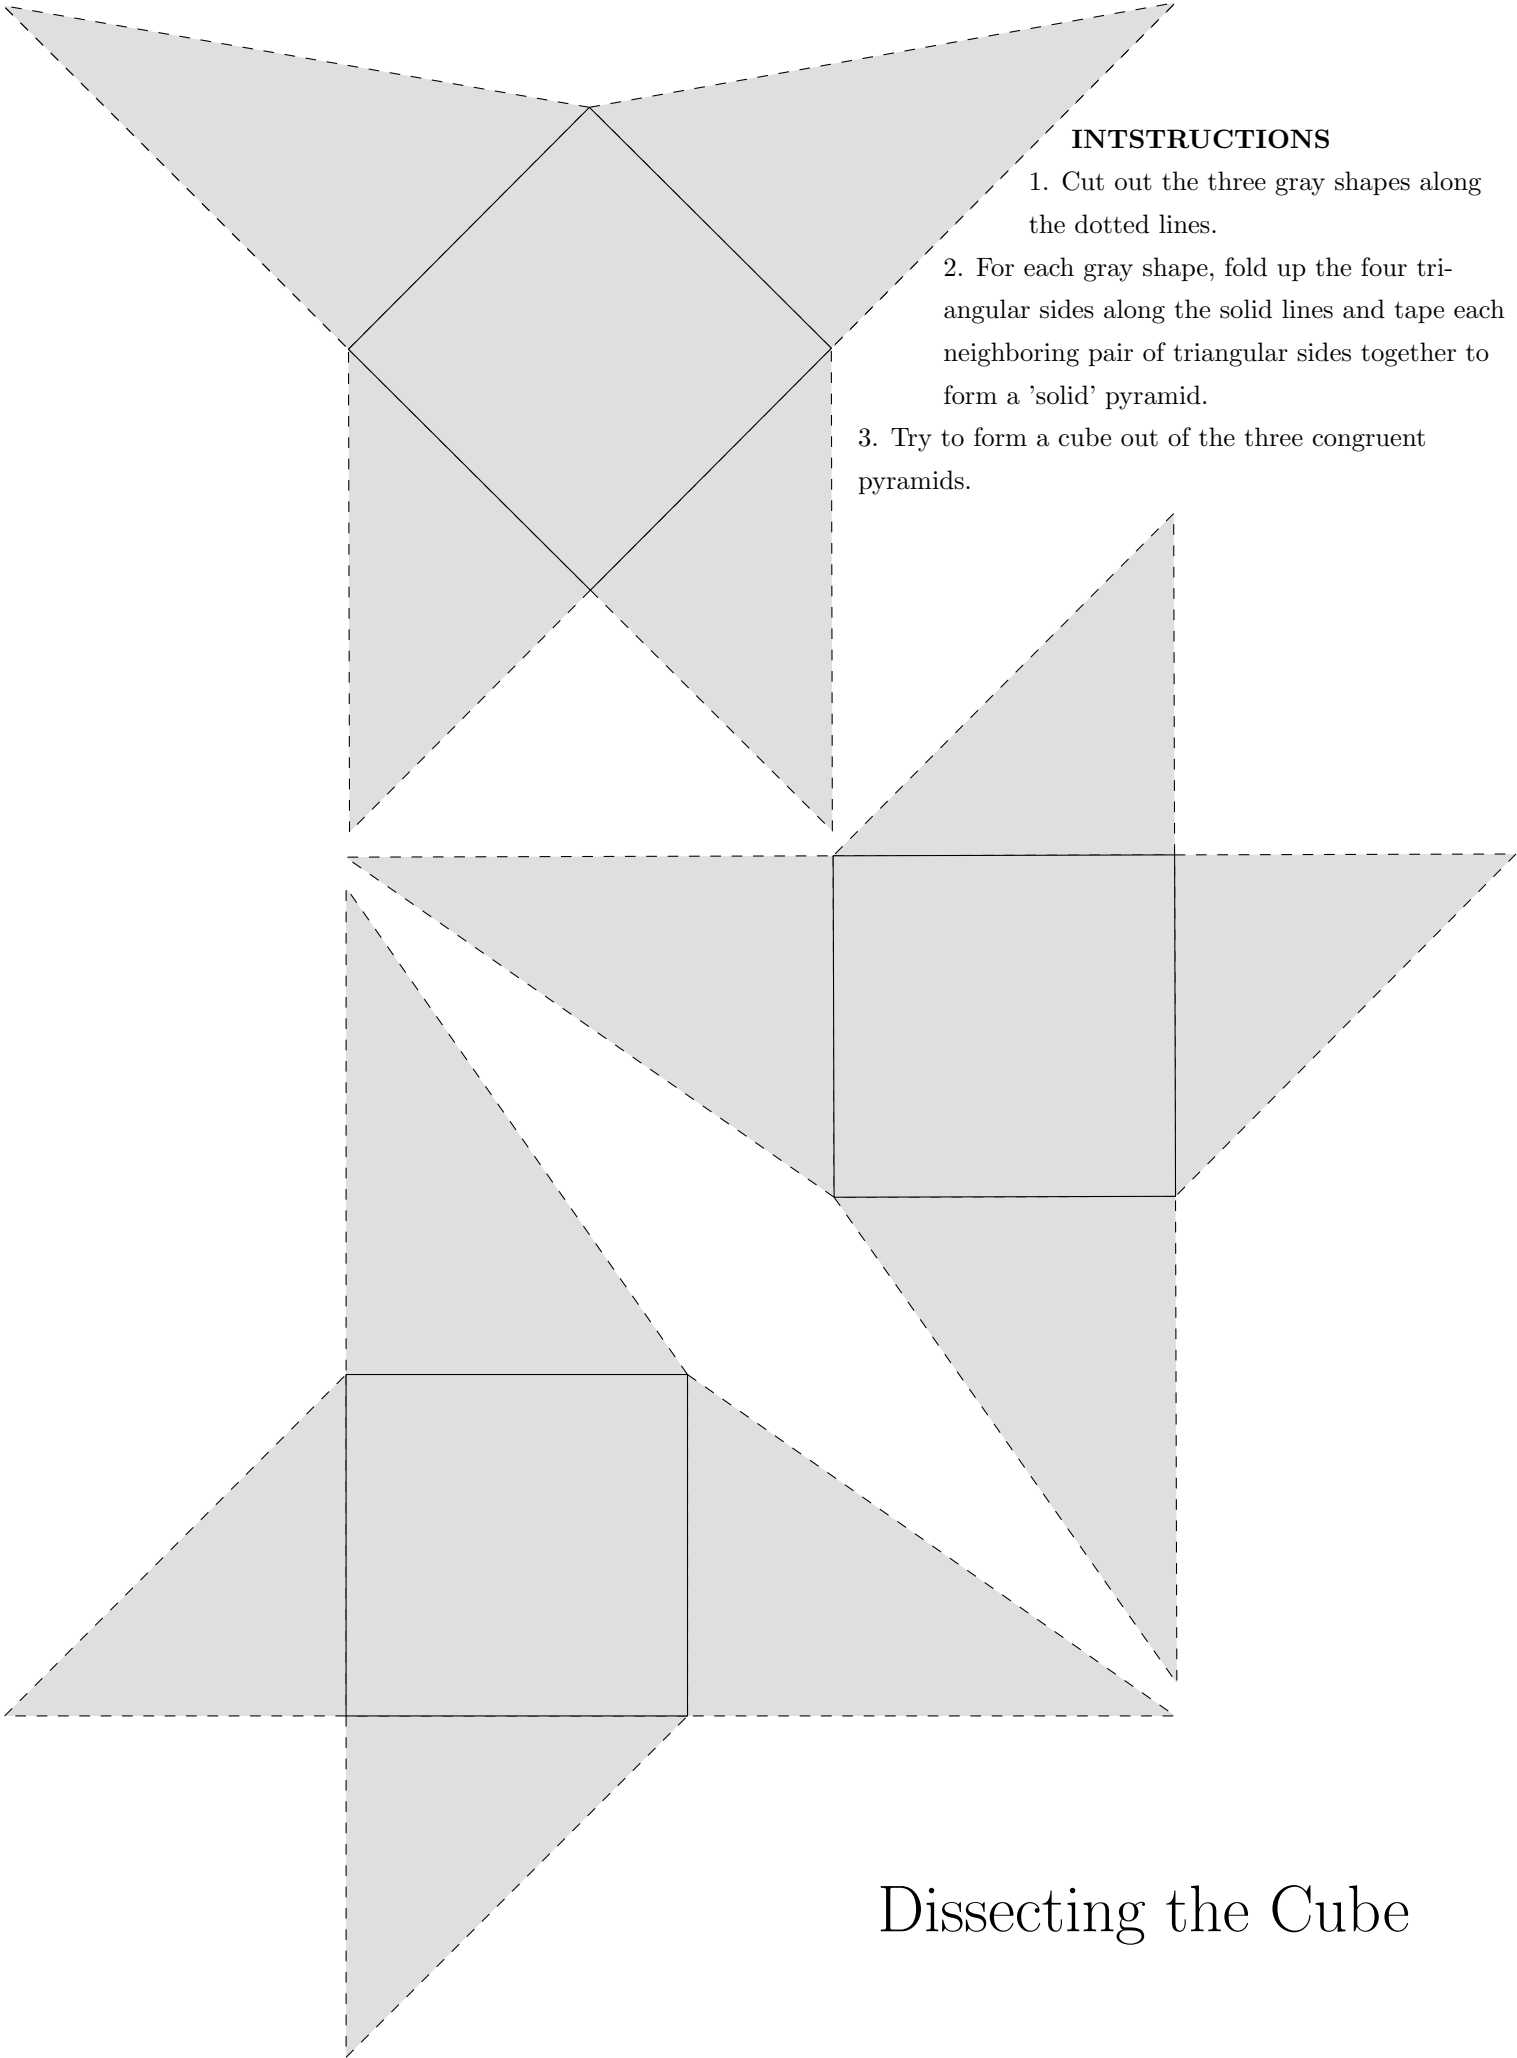 INTSTRUCTIONS
1. Cut out the three gray shapes along
the dotted lines.
2. For each gray shape, fold up the four tri-
angular sides along the solid lines and tape each
neighboring pair of triangular sides together to
form a 'solid' pyramid.
3. Try to form a cube out of the three congruent
pyramids.
Dissecting the Cube